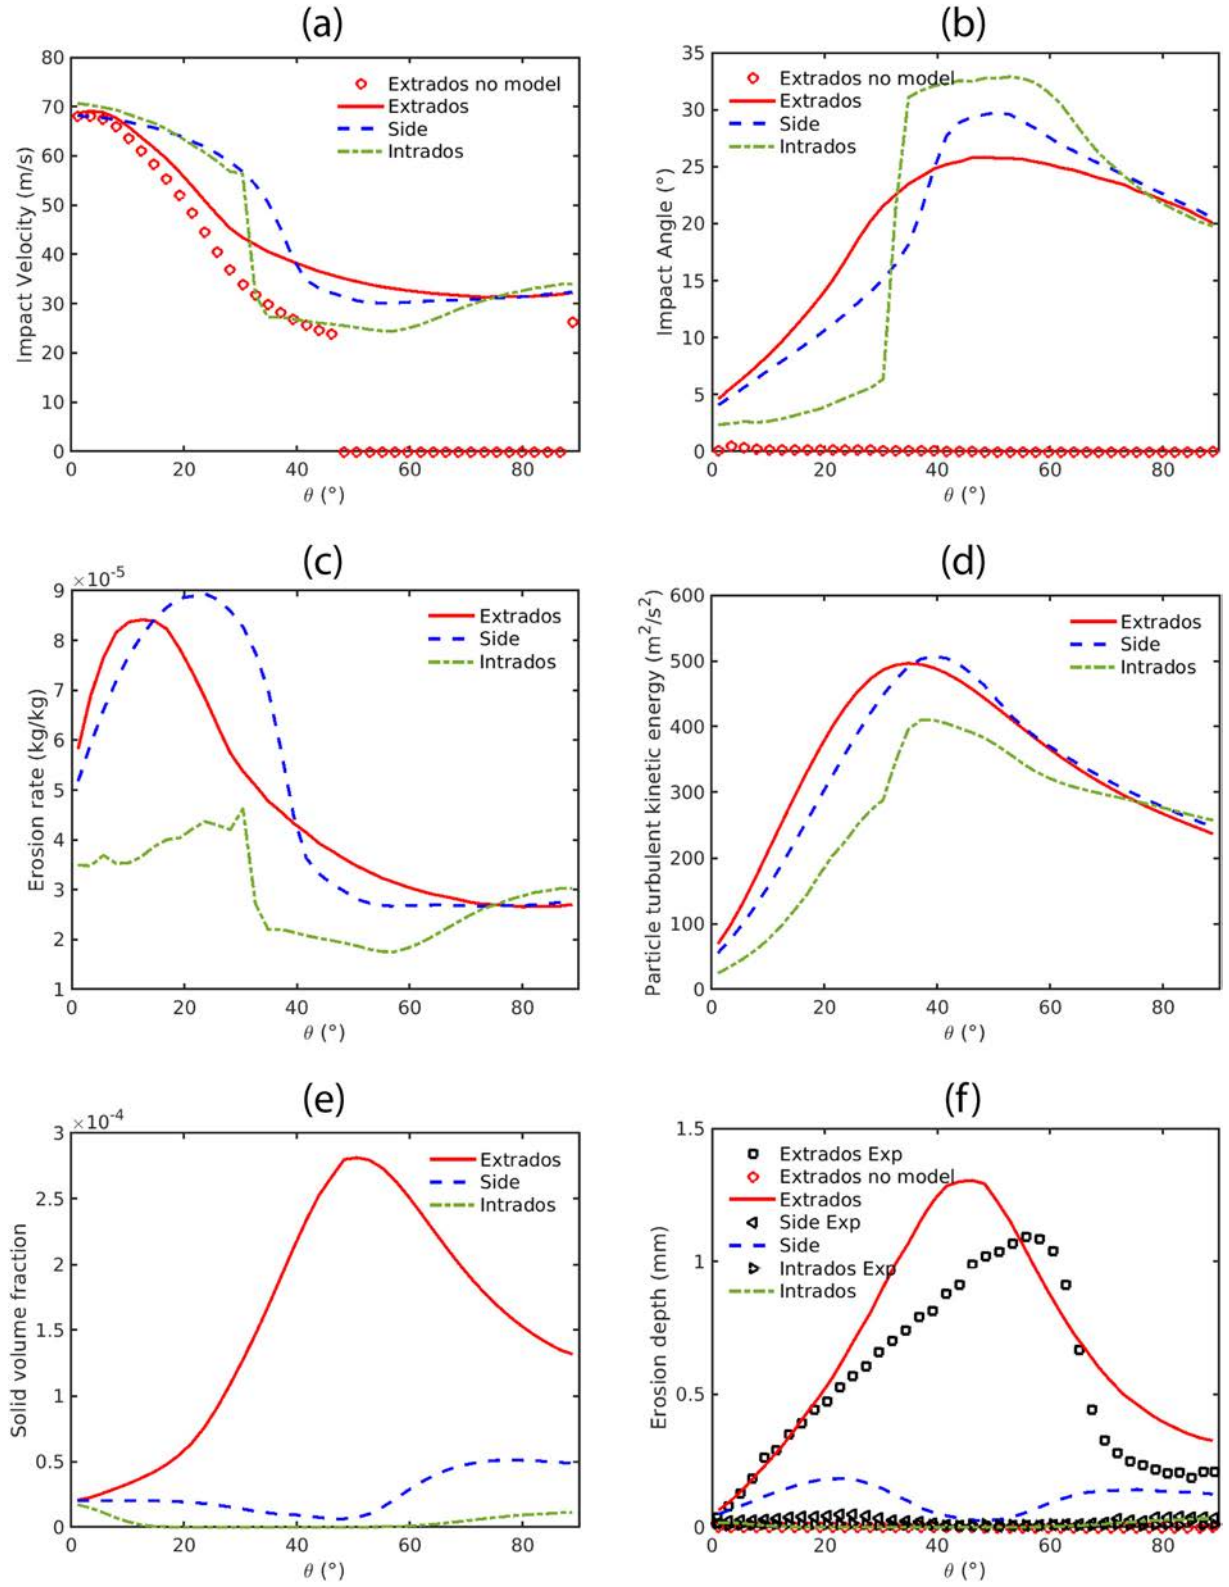 (a)
80
70
60
50
40
30
20
10
0
Impact Velocity (m/s)
0 20 40 60 80
θ (°)
Extrados no model
Extrados
Side
Intrados
(b)
35
30
25
20
15
10
5
0
Impact Angle (°)
0 20 40 60 80
θ (°)
Extrados no model
Extrados
Side
Intrados
(c)
×10-5
9
8
7
6
5
4
3
2
1
Erosion rate (kg/kg)
0 20 40 60 80
θ (°)
Extrados
Side
Intrados
(d)
600
500
400
300
200
100
0
Particle turbulent kinetic energy (m²/s²)
0 20 40 60 80
θ (°)
Extrados
Side
Intrados
(e)
×10-4
3
2.5
2
1.5
1
0.5
0
Solid volume fraction
0 20 40 60 80
θ (°)
Extrados
Side
Intrados
(f)
1.5
1
0.5
0
Erosion depth (mm)
0 20 40 60 80
θ (°)
Extrados Exp
Extrados no model
Extrados
Side Exp
Side
Intrados Exp
Intrados